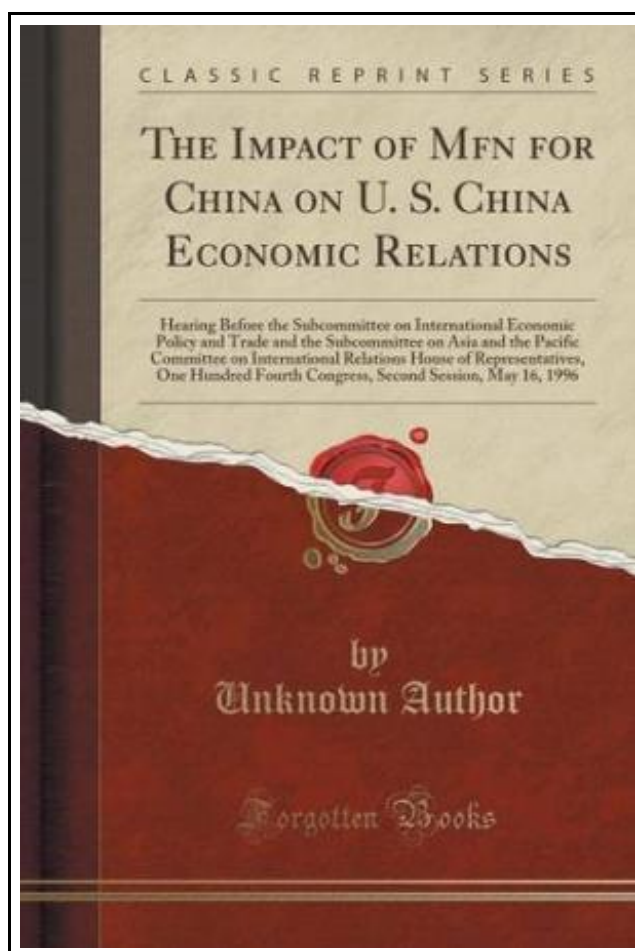 CLASSIC REPRINT SERIES
THE IMPACT OF MFN FOR
CHINA ON U. S. CHINA
ECONOMIC RELATIONS
Hearing Before the Subcommittee on International Economic
Policy and Trade and the Subcommittee on Asia and the Pacific
Committee on International Relations House of Representatives,
One Hundred Fourth Congress, Second Session, May 16, 1996
by
Unknown Author
Forgotten Books